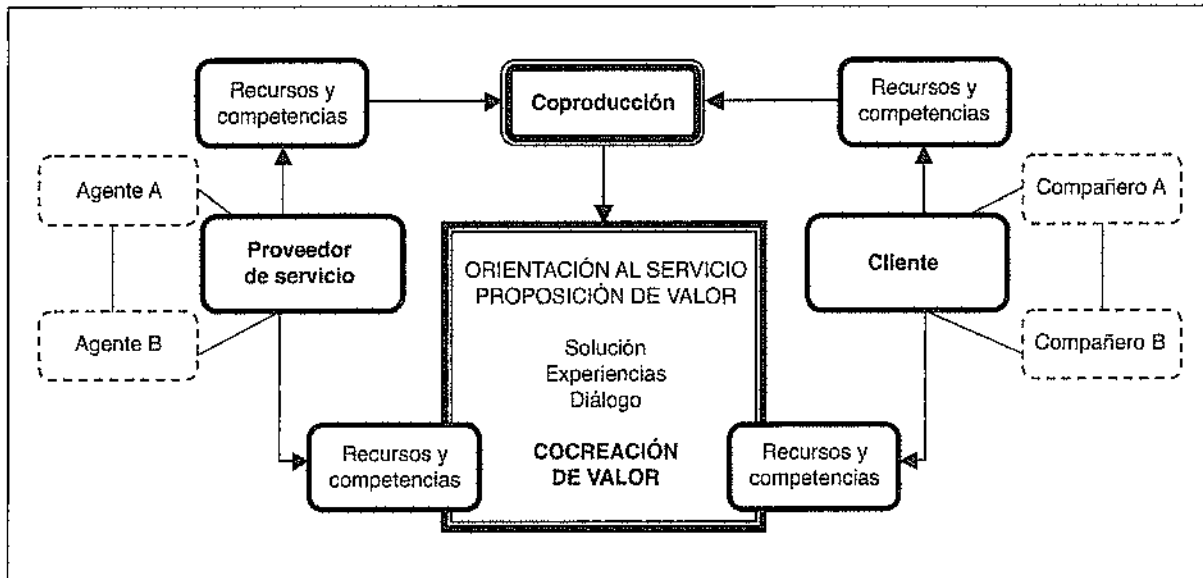 Recursos y
competencias
Coproducción
Recursos y
competencias
Agente A
Compañero A
Proveedor
de servicio
Cliente
ORIENTACIÓN AL SERVICIO
PROPOSICIÓN DE VALOR
Agente B
Compañero B
Solución
Experiencias
Diálogo
Recursos y
competencias
COCREACIÓN
DE VALOR
Recursos y
competencias